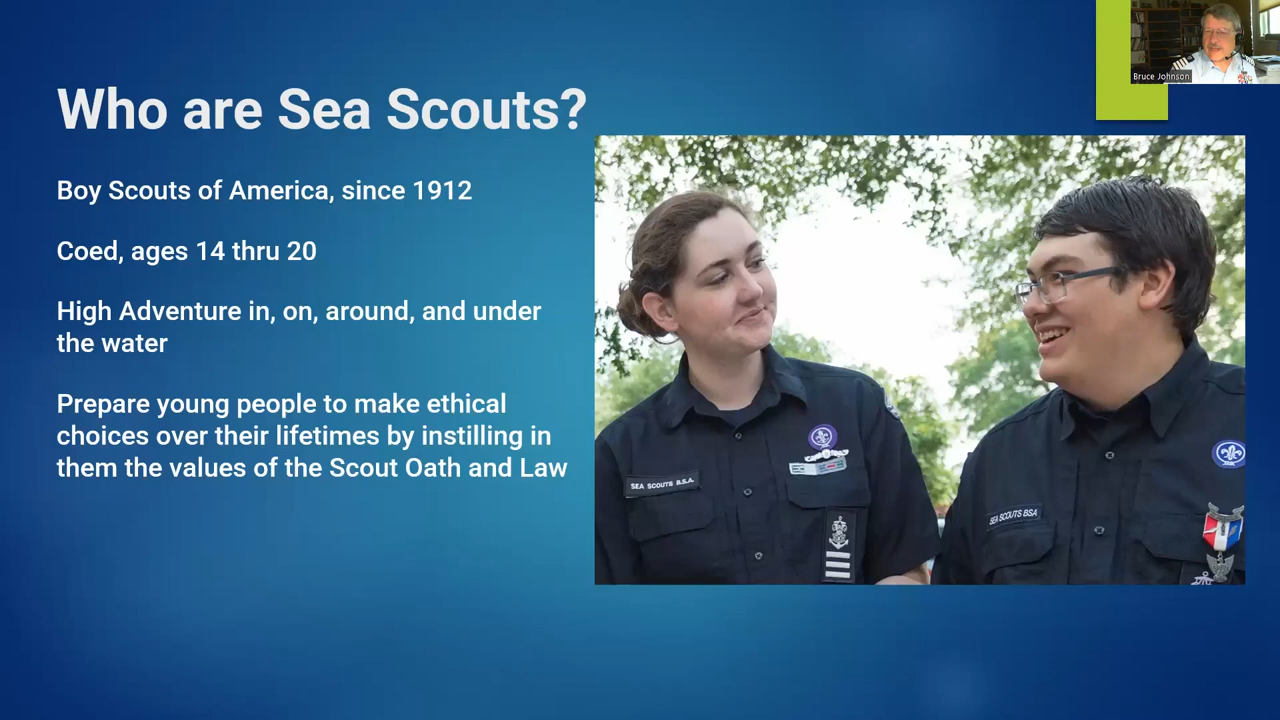 Bruce Johnson
Who are Sea Scouts?
Boy Scouts of America, since 1912
Coed, ages 14 thru 20
High Adventure in, on, around, and under
the water
Prepare young people to make ethical
choices over their lifetimes by instilling in
them the values of the Scout Oath and Law
SEA SCOUTS B.S.A.
SEA SCOUTS BSA